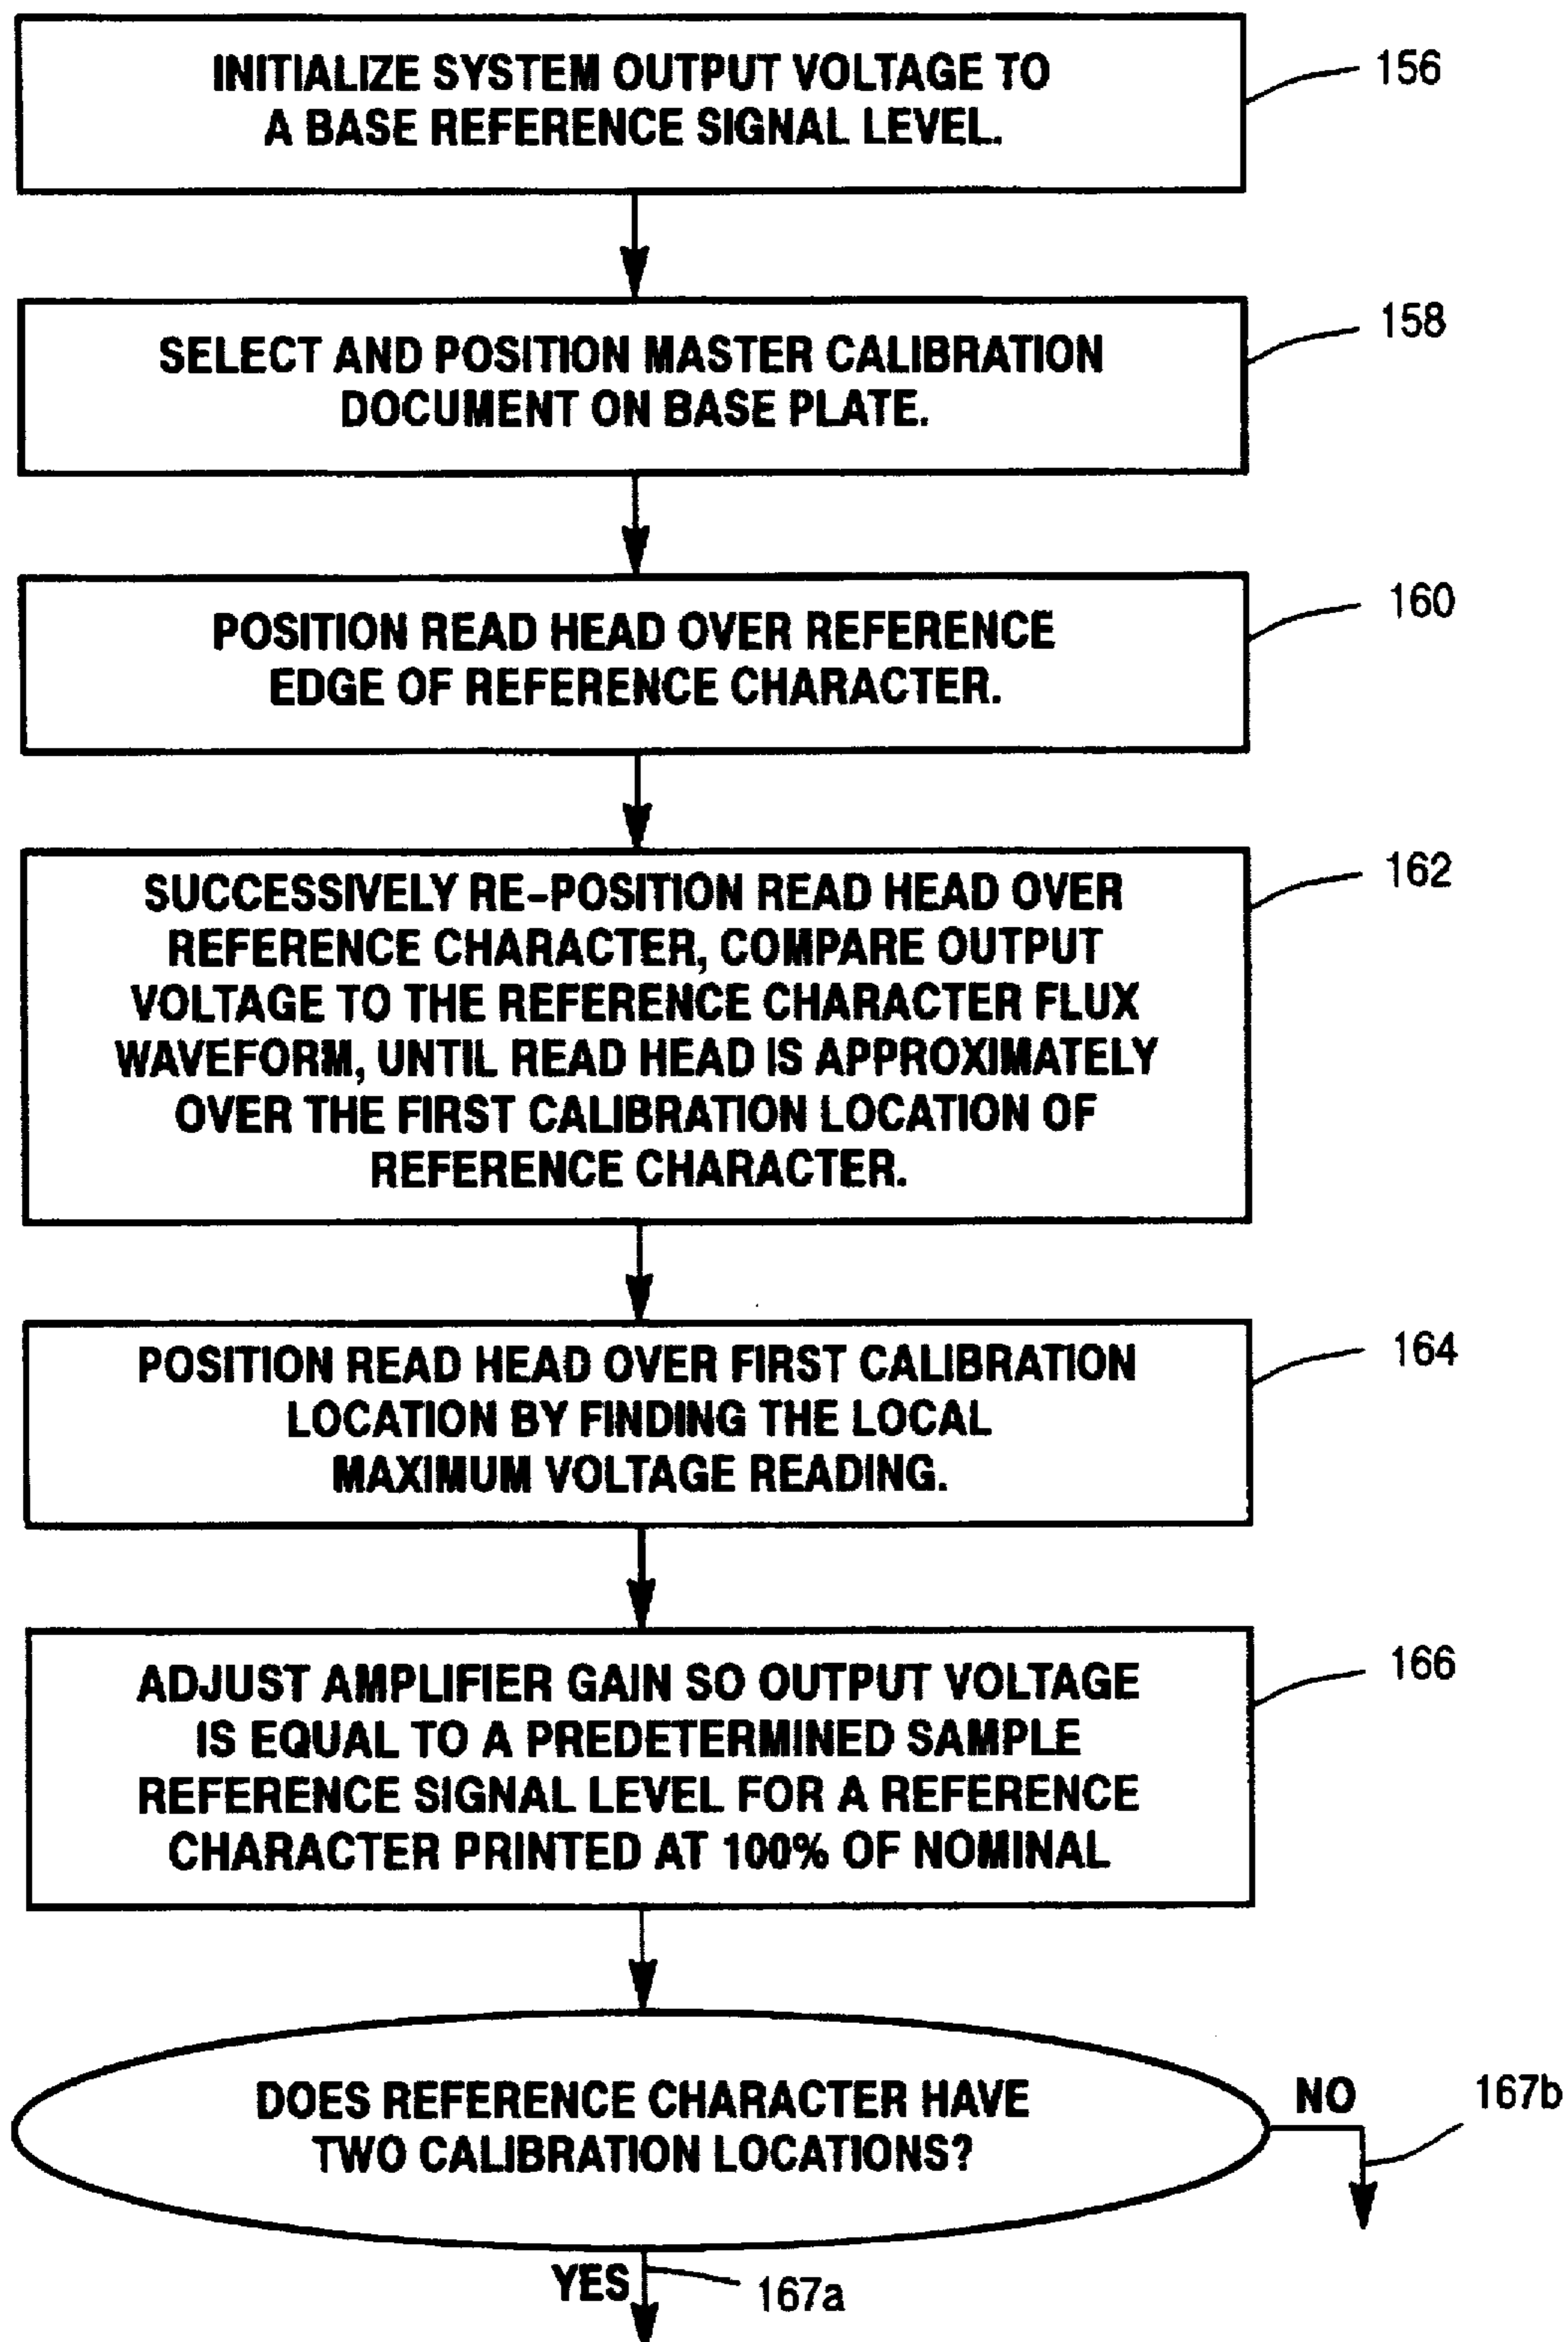 INITIALIZE SYSTEM OUTPUT VOLTAGE TO
A BASE REFERENCE SIGNAL LEVEL.
156
SELECT AND POSITION MASTER CALIBRATION
DOCUMENT ON BASE PLATE.
158
POSITION READ HEAD OVER REFERENCE
EDGE OF REFERENCE CHARACTER.
160
SUCCESSIVELY RE-POSITION READ HEAD OVER
REFERENCE CHARACTER, COMPARE OUTPUT
VOLTAGE TO THE REFERENCE CHARACTER FLUX
WAVEFORM, UNTIL READ HEAD IS APPROXIMATELY
OVER THE FIRST CALIBRATION LOCATION OF
REFERENCE CHARACTER.
162
POSITION READ HEAD OVER FIRST CALIBRATION
LOCATION BY FINDING THE LOCAL
MAXIMUM VOLTAGE READING.
164
ADJUST AMPLIFIER GAIN SO OUTPUT VOLTAGE
IS EQUAL TO A PREDETERMINED SAMPLE
REFERENCE SIGNAL LEVEL FOR A REFERENCE
CHARACTER PRINTED AT 100% OF NOMINAL
166
DOES REFERENCE CHARACTER HAVE
TWO CALIBRATION LOCATIONS?
NO
167b
YES
167a